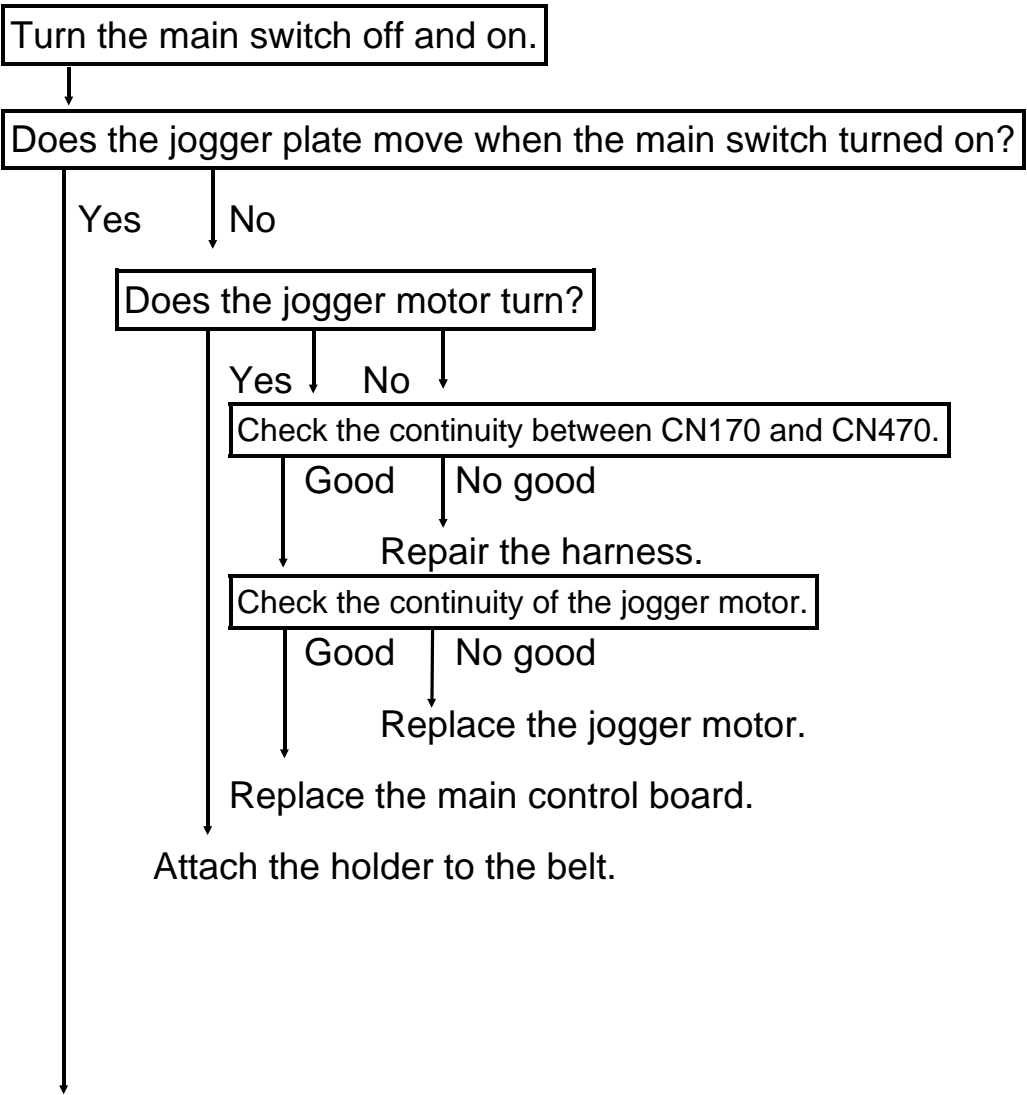 Turn the main switch off and on.
Does the jogger plate move when the main switch turned on?
Yes No
Does the jogger motor turn?
Yes No
Check the continuity between CN170 and CN470.
Good No good
Repair the harness.
Check the continuity of the jogger motor.
Good No good
Replace the jogger motor.
Replace the main control board.
Attach the holder to the belt.